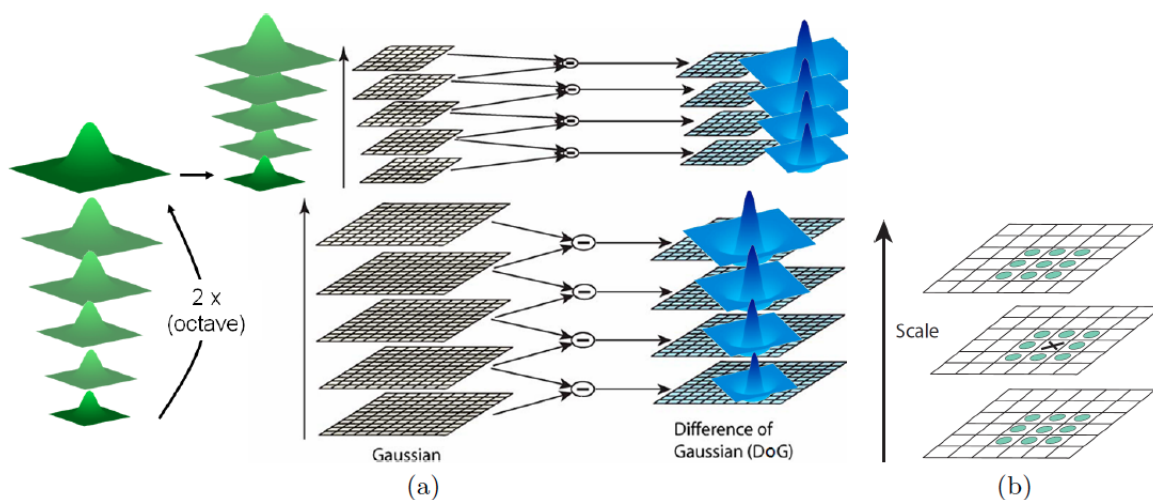 2 x
(octave)
Gaussian
Difference of
Gaussian (DoG)
(a)
Scale
(b)